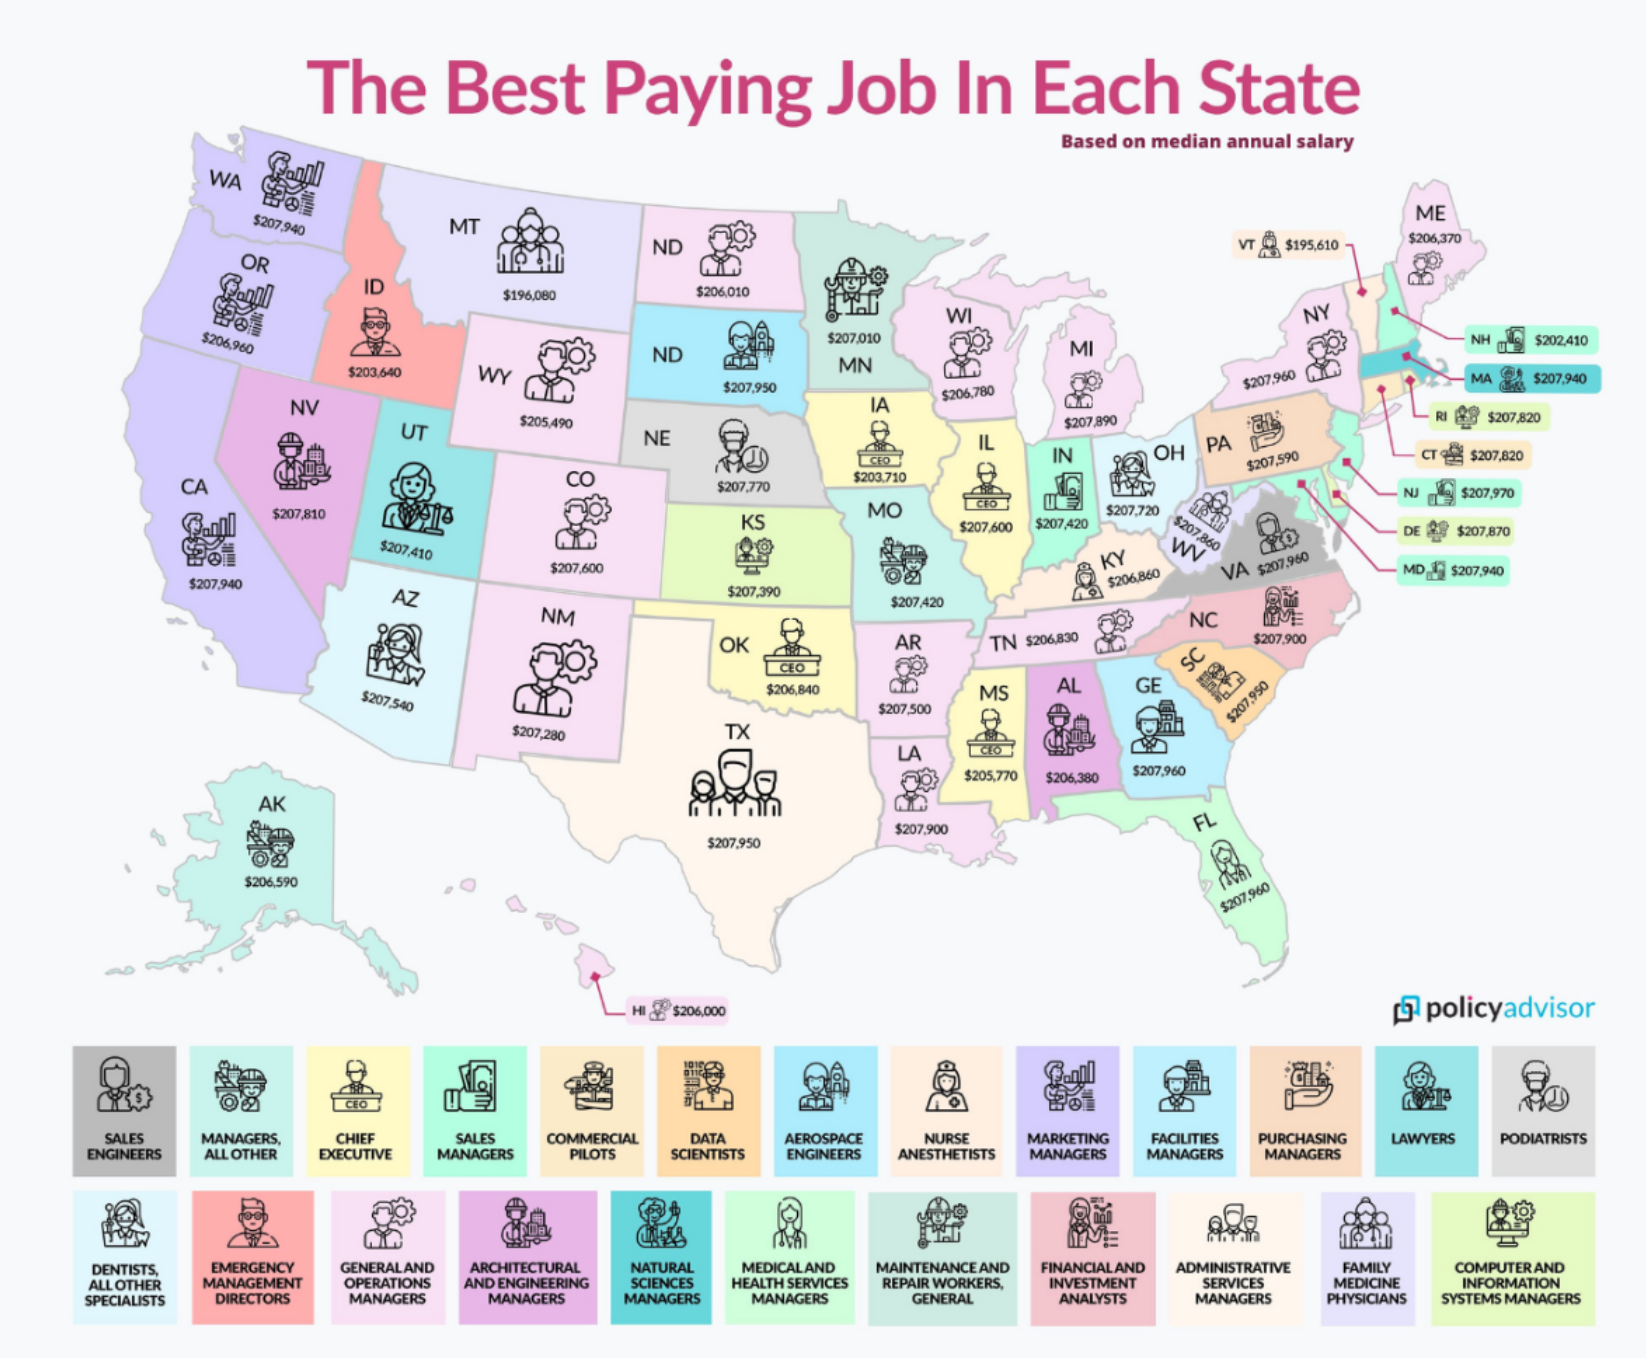 The Best Paying Job In Each State
Based on median annual salary
WA
$207,940
OR
$206,960
CA
$207,940
ID
$203,640
NV
$207,810
MT
$196,080
WY
$205,490
UT
$207,410
AZ
$207,540
CO
$207,600
NM
$207,280
ND
$206,010
ND
$207,950
NE
$207,770
KS
$207,390
OK
CEO
$206,840
TX
$207,950
$207,010
MN
IA
CEO
$203,710
MO
$207,420
AR
$207,500
LA
$207,900
WI
$206,780
IL
CEO
$207,600
MI
$207,890
IN
$207,420
OH
$207,720
KY
$206,860
TN $206,830
MS
CEO
$205,770
AL
$206,380
GE
$207,960
FL
$207,960
SC
$207,950
NC
$207,900
VA $207,960
WV
$207,860
PA
$207,590
NY
$207,960
ME
$206,370
VT $195,610
NH $202,410
MA $207,940
RI $207,820
CT $207,820
NJ $207,970
DE $207,870
MD $207,940
AK
$206,590
HI $206,000
policyadvisor
$
SALES
ENGINEERS
MANAGERS,
ALL OTHER
CEO
CHIEF
EXECUTIVE
SALES
MANAGERS
COMMERCIAL
PILOTS
DATA
SCIENTISTS
AEROSPACE
ENGINEERS
NURSE
ANESTHETISTS
MARKETING
MANAGERS
FACILITIES
MANAGERS
PURCHASING
MANAGERS
LAWYERS
PODIATRISTS
DENTISTS,
ALL OTHER
SPECIALISTS
EMERGENCY
MANAGEMENT
DIRECTORS
GENERAL AND
OPERATIONS
MANAGERS
ARCHITECTURAL
AND ENGINEERING
MANAGERS
NATURAL
SCIENCES
MANAGERS
MEDICAL AND
HEALTH SERVICES
MANAGERS
MAINTENANCE AND
REPAIR WORKERS,
GENERAL
FINANCIAL AND
INVESTMENT
ANALYSTS
ADMINISTRATIVE
SERVICES
MANAGERS
FAMILY
MEDICINE
PHYSICIANS
COMPUTER AND
INFORMATION
SYSTEMS MANAGERS